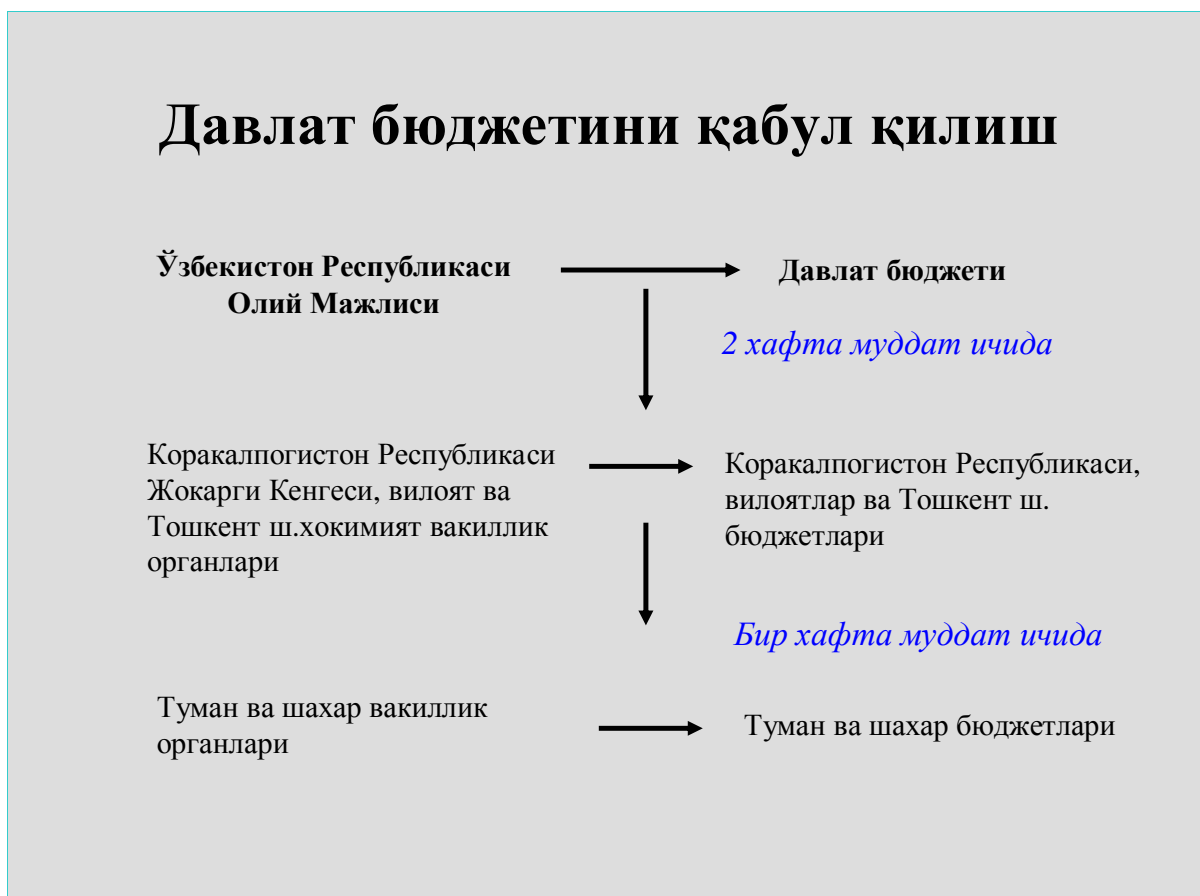 Давлат бюджетини қабул қилиш
Ўзбекистон Республикаси
Олий Мажлиси
Давлат бюджети
2 хафта муддат ичида
Коракалпогистон Республикаси
Жокарги Кенгеси, вилоят ва
Тошкент ш.хокимият вакиллик
органлари
Коракалпогистон Республикаси,
вилоятлар ва Тошкент ш.
бюджетлари
Бир хафта муддат ичида
Туман ва шахар вакиллик
органлари
Туман ва шахар бюджетлари